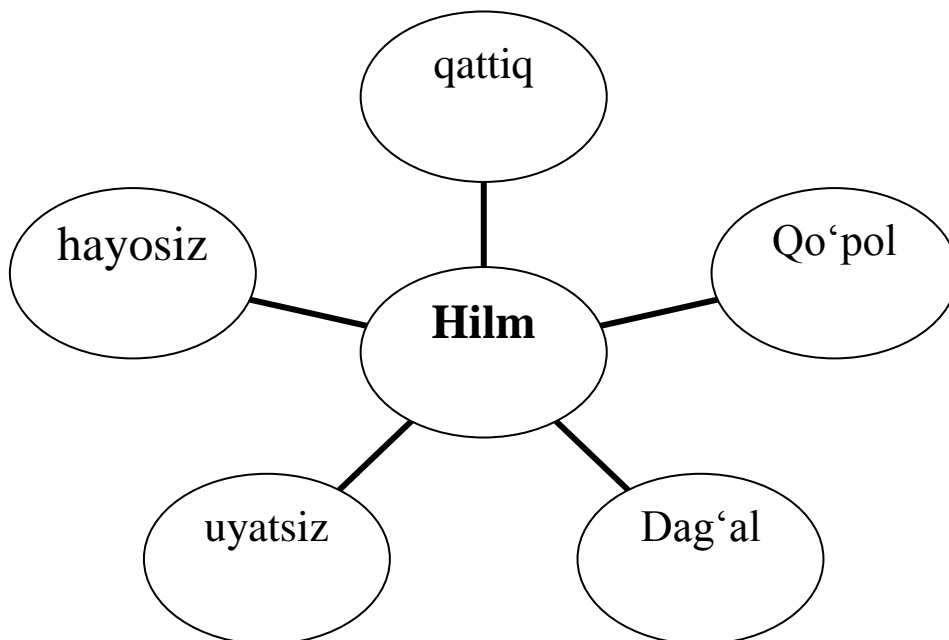 qattiq
hayosiz
Qo‘pol
Hilm
uyatsiz
Dag‘al